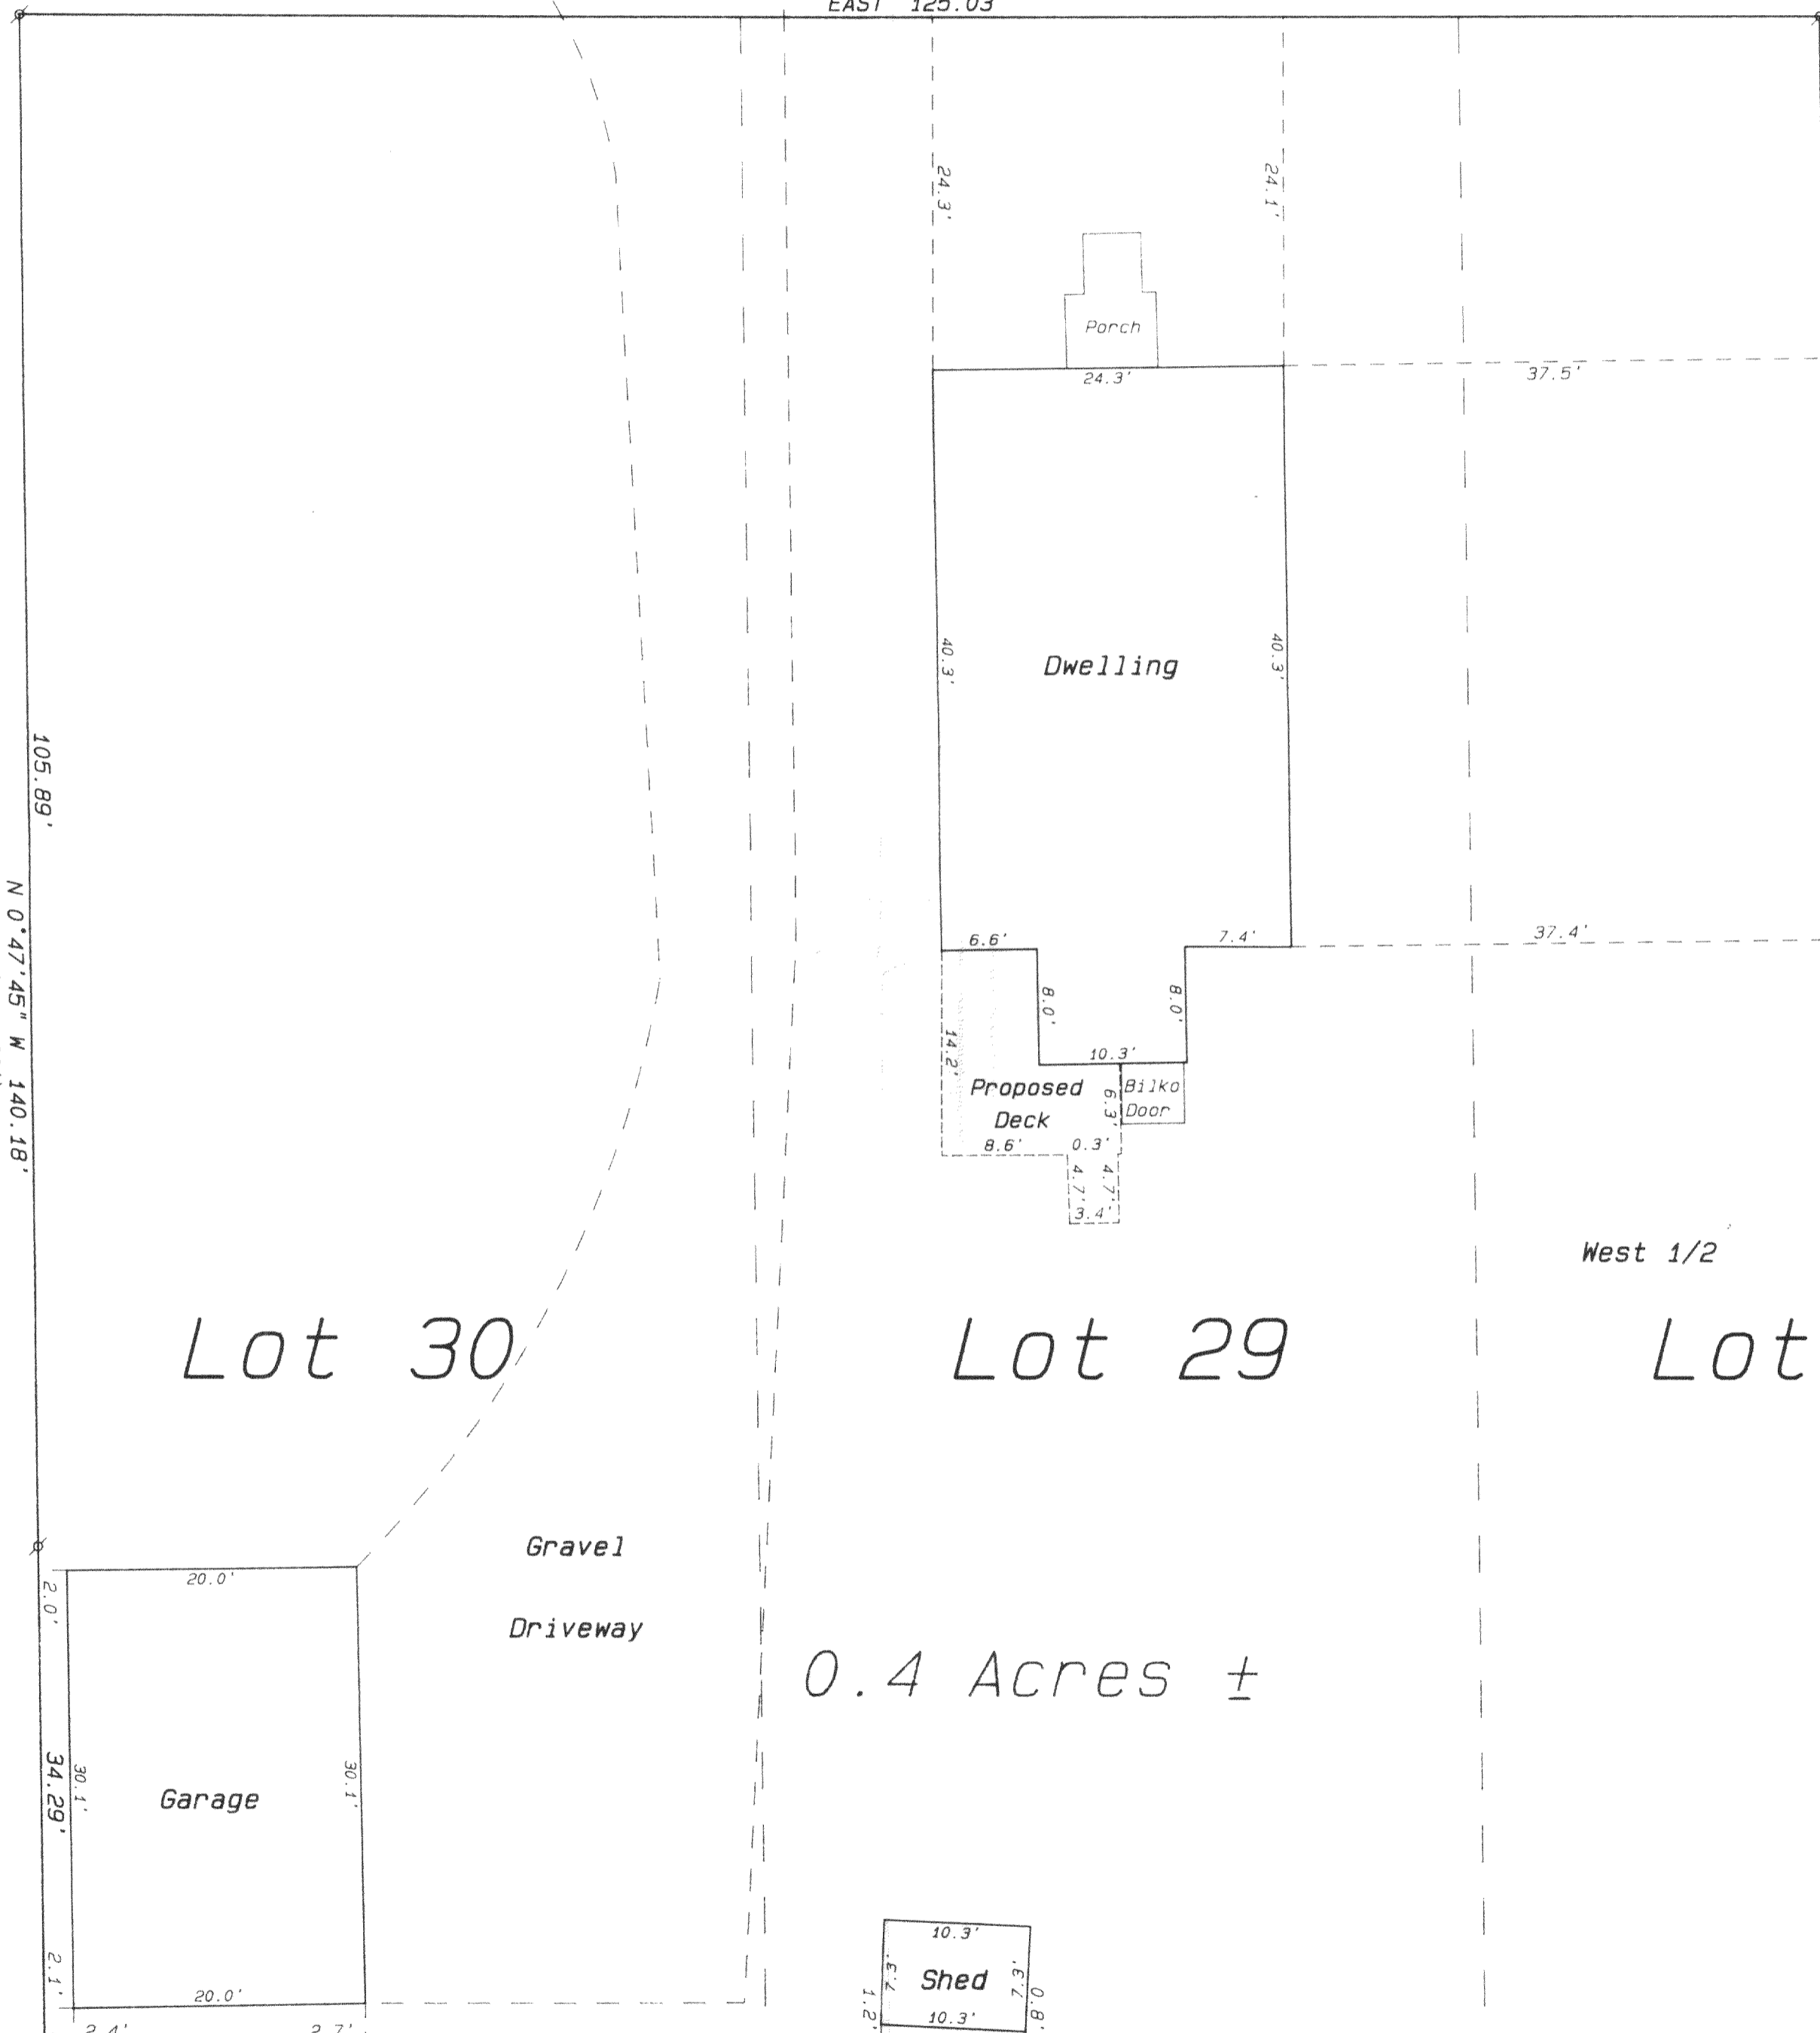 EAST 125.03'
24.3'
24.1'
Porch
24.3'
37.5'
40.3'
Dwelling
40.3'
105.89'
N 0°47'45" W 140.18'
6.6'
7.4'
37.4'
8.0'
8.0'
14.2'
10.3'
Proposed
Deck
6.3'
Bilko
Door
8.6'
0.3'
4.7'
4.7'
3.4'
West 1/2
Lot 30
Lot 29
Lot
Gravel
Driveway
20.0'
2.0'
0.4 Acres ±
34.29'
30.1'
Garage
30.1'
2.1'
20.0'
2.4'
2.7'
10.3'
7.3'
Shed
7.3'
10.3'
1.2'
0.8'